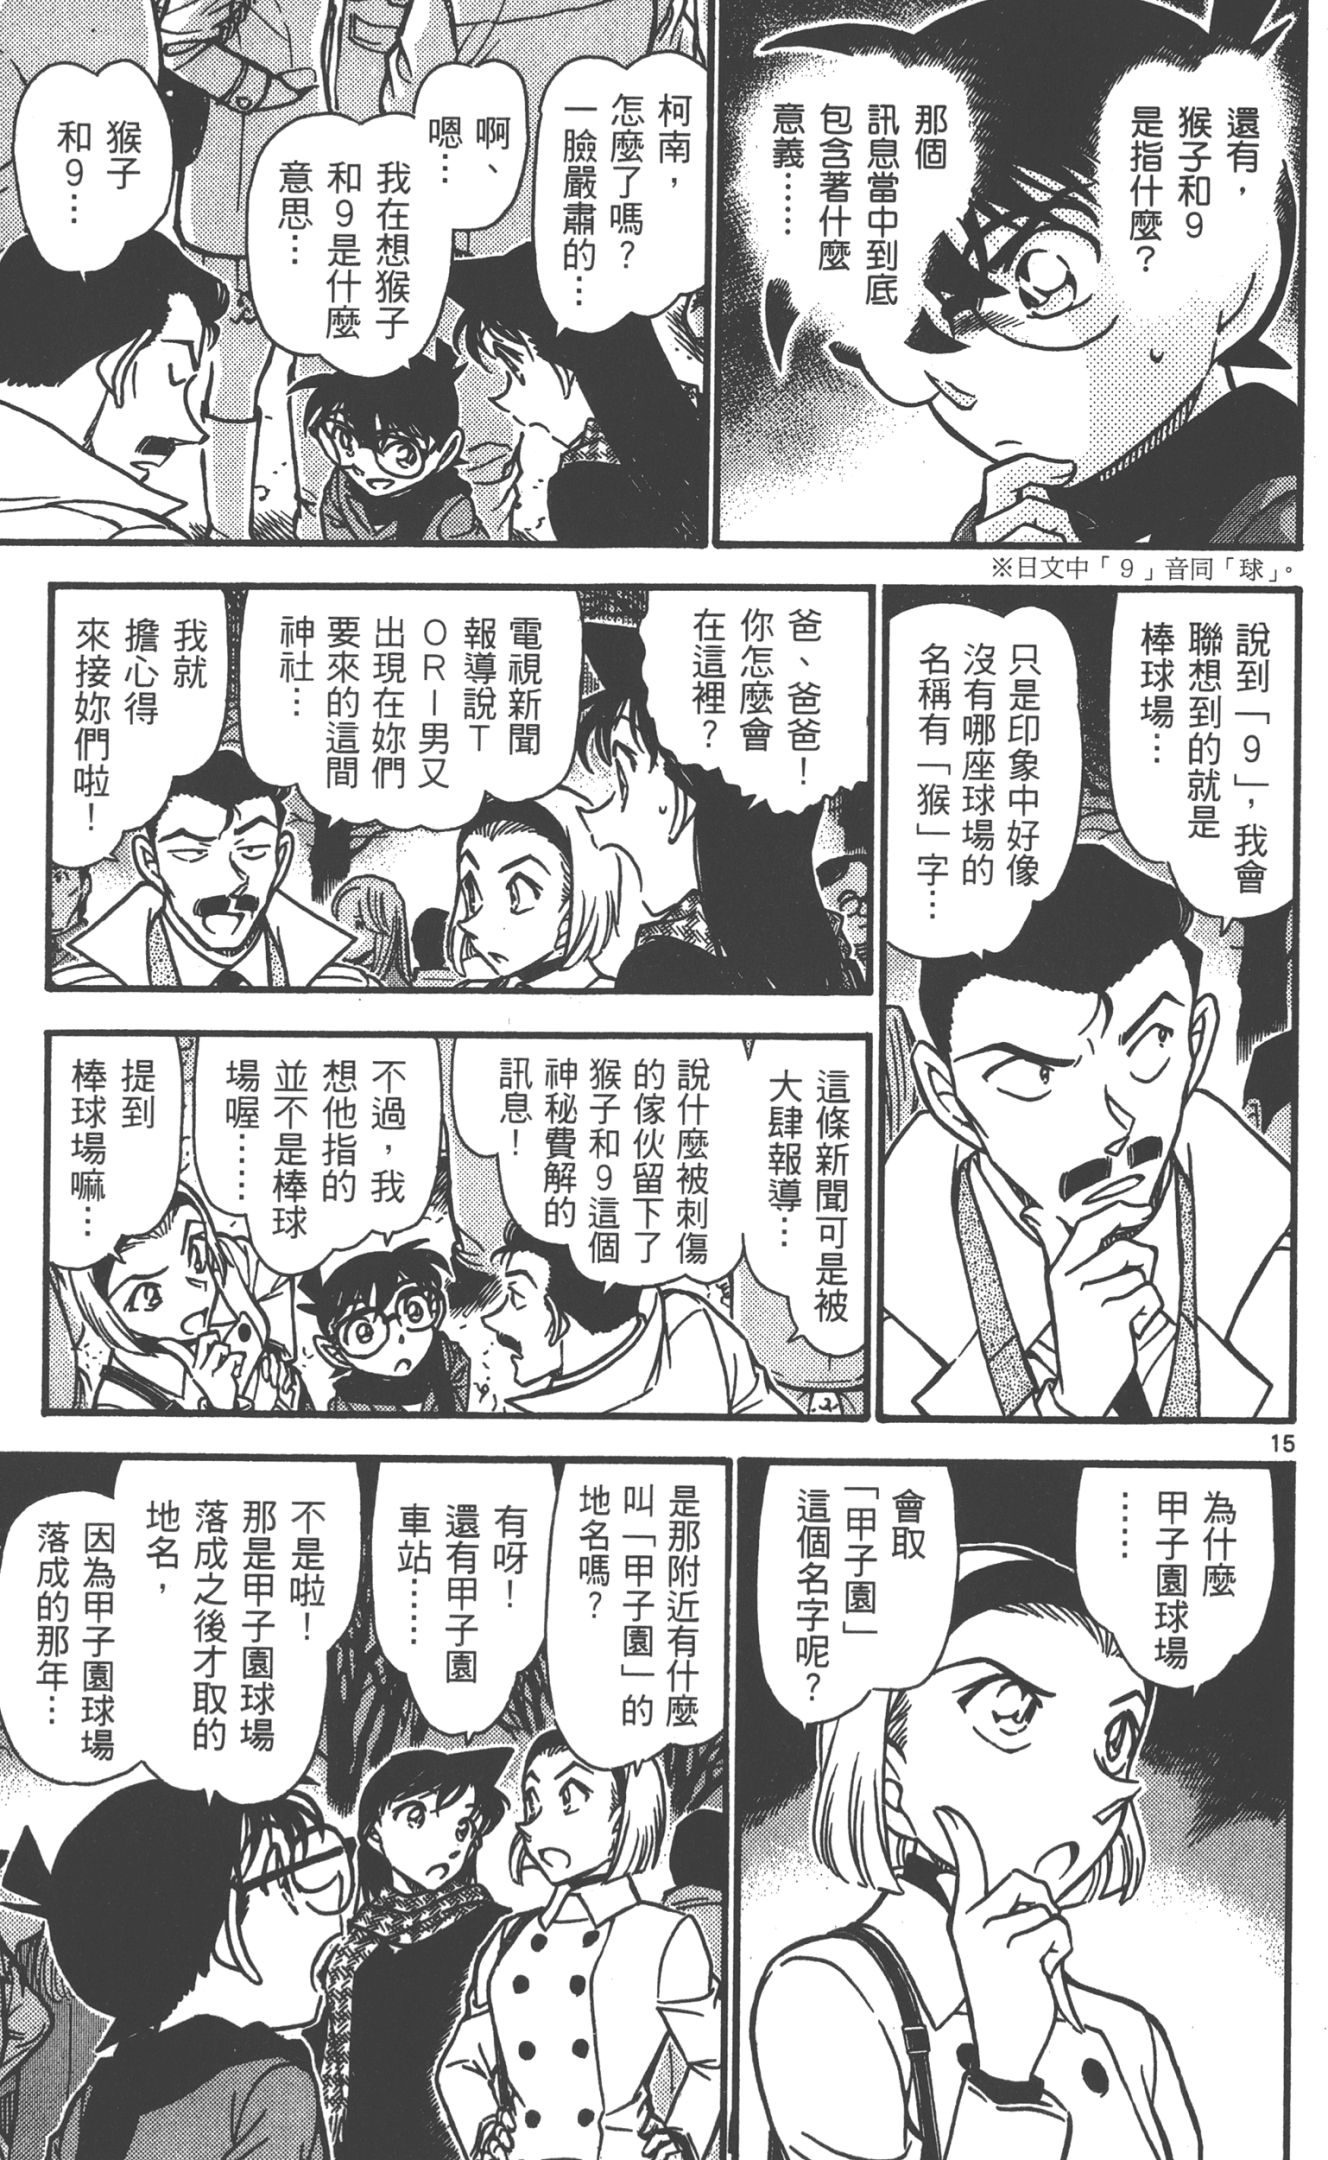 還有，
猴子和９
是指什麼？
那個
訊息當中到底
包含著什麼
意義……
柯南，
怎麼了嗎？
一臉嚴肅的…
啊、
嗯…
我在想猴子
和９是什麼
意思…
猴子
和９…
※日文中「９」音同「球」。
說到「９」，我會
聯想到的就是
棒球場…
只是印象中好像
沒有哪座球場的
名稱有「猴」字…
爸、爸爸！
你怎麼會
在這裡？
電視新聞
報導說Ｔ
ＯＲＩ男又
出現在妳們
要來的這間
神社…
我就
擔心得
來接妳們啦！
這條新聞可是被
大肆報導…
說什麼被刺傷
的傢伙留下了
猴子和９這個
神秘費解的
訊息！
不過，我
想他指的
並不是棒球
場喔……
提到
棒球場嘛…
15
為什麼
甲子園球場
……
會取
「甲子園」
這個名字呢？
是那附近有什麼
叫「甲子園」的
地名嗎？
有呀！
還有甲子園
車站……
不是啦！
那是甲子園球場
落成之後才取的
地名，
因為甲子園球場
落成的那年…